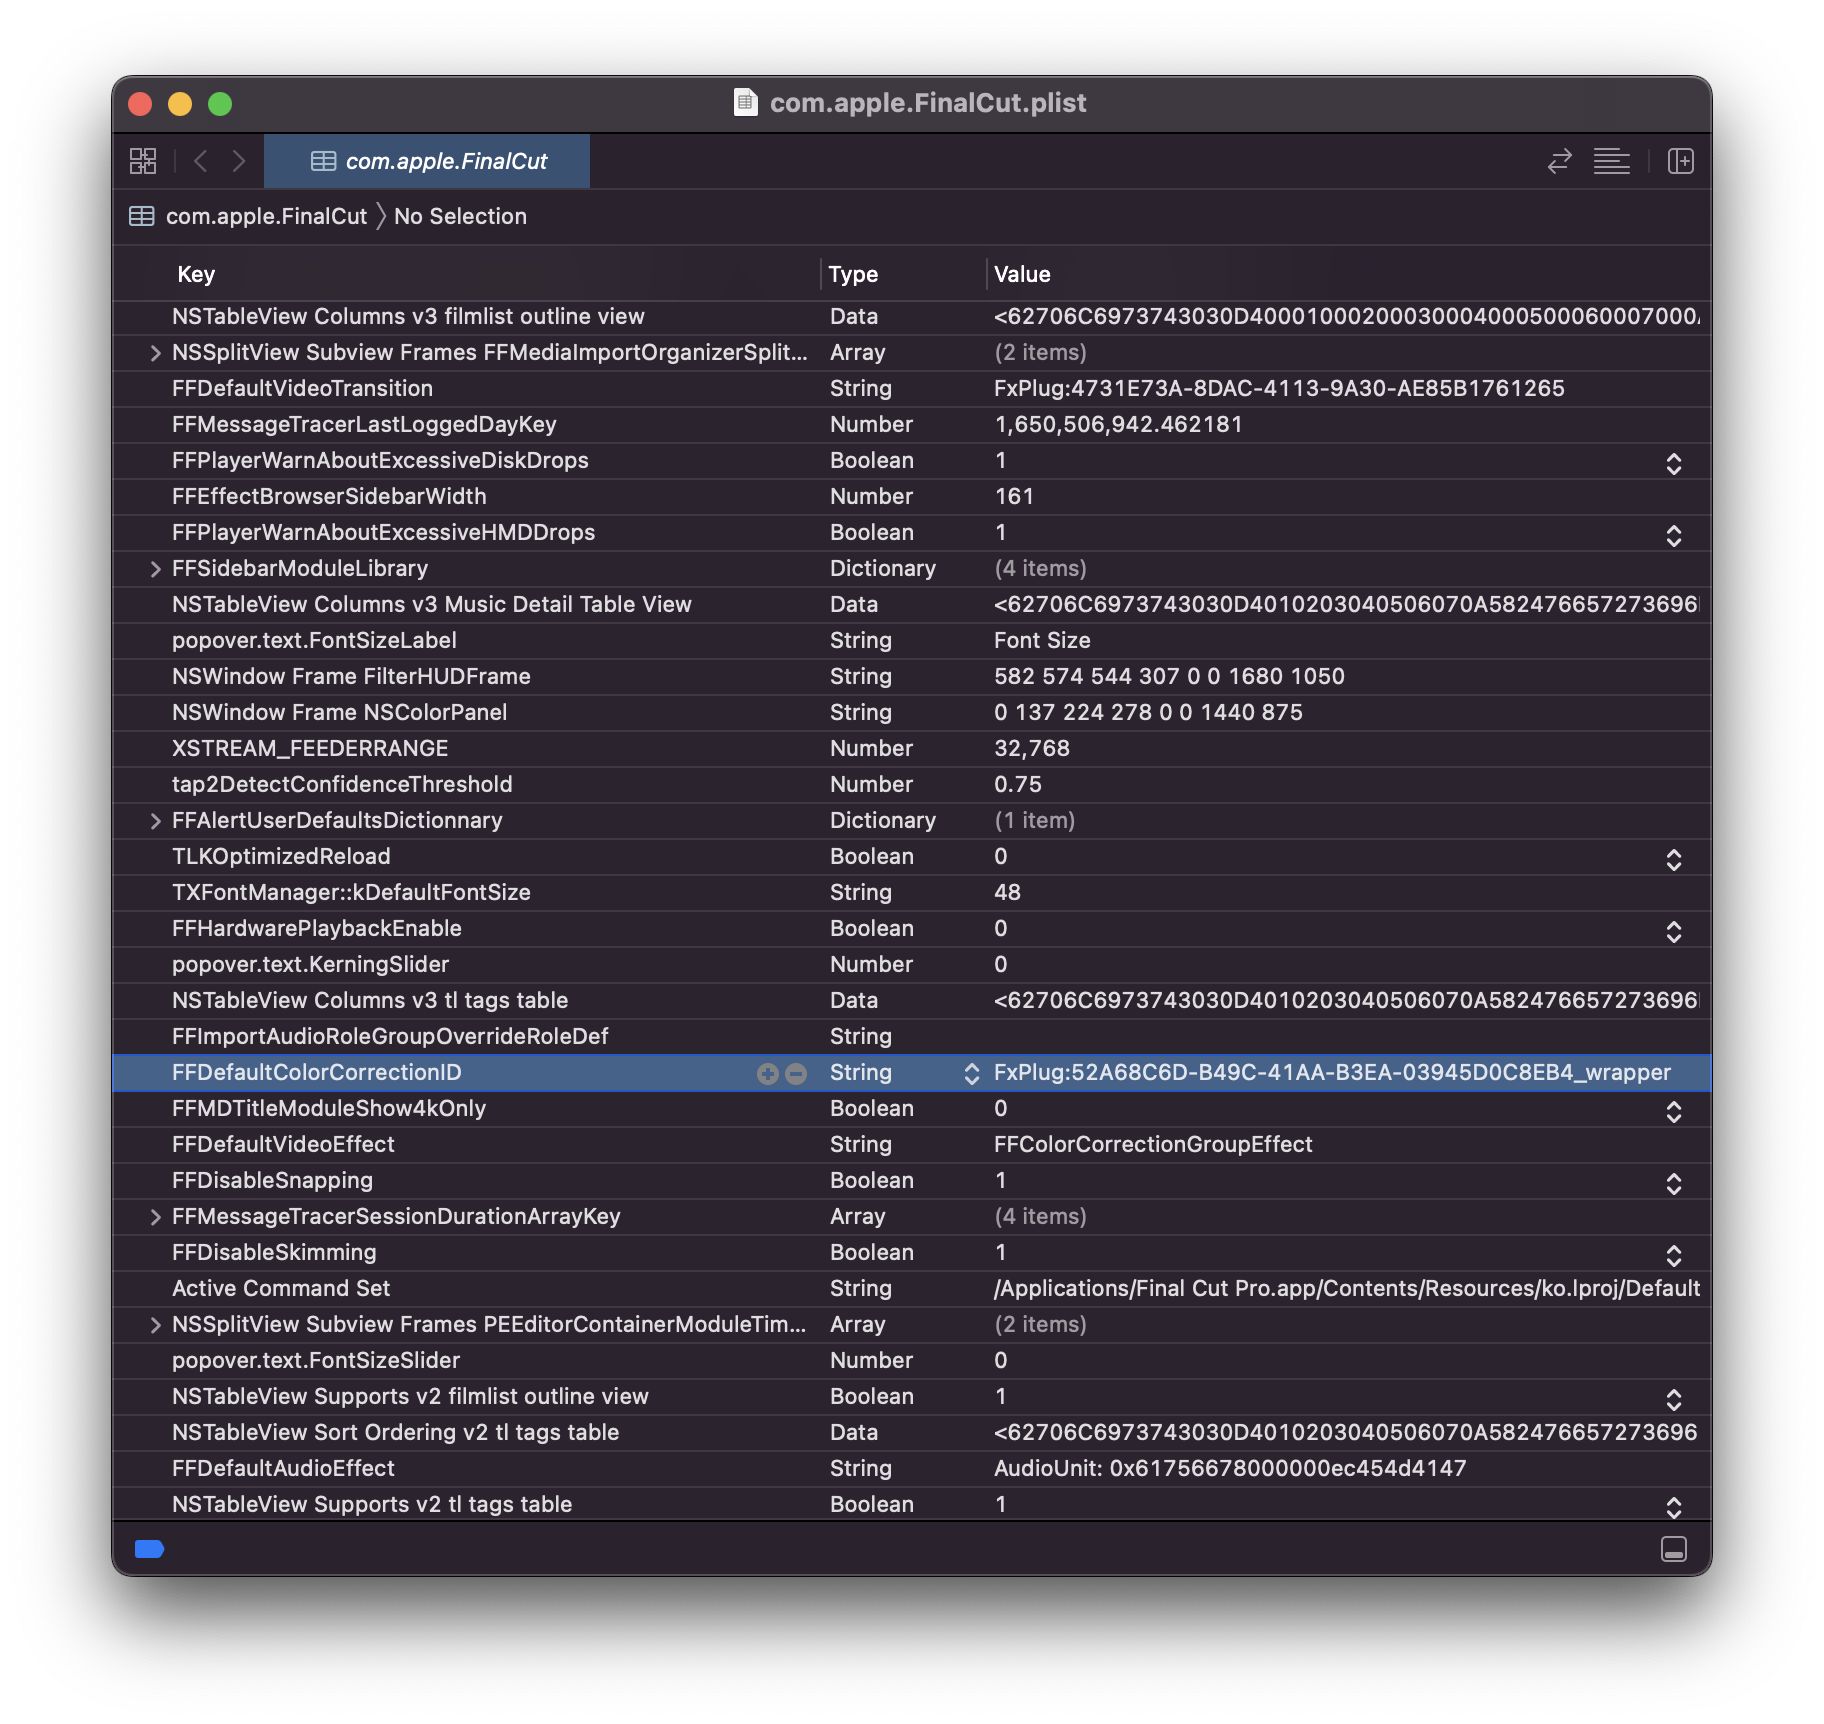 com.apple.FinalCut.plist
com.apple.FinalCut
com.apple.FinalCut 〉 No Selection
Key Type Value
NSTableView Columns v3 filmlist outline view Data <62706C6973743030D40001000200030004000500060007000
NSSplitView Subview Frames FFMediaImportOrganizerSplit... Array (2 items)
FFDefaultVideoTransition String FxPlug:4731E73A-8DAC-4113-9A30-AE85B1761265
FFMessageTracerLastLoggedDayKey Number 1,650,506,942.462181
FFPlayerWarnAboutExcessiveDiskDrops Boolean 1
FFEffectBrowserSidebarWidth Number 161
FFPlayerWarnAboutExcessiveHMDDrops Boolean 1
FFSidebarModuleLibrary Dictionary (4 items)
NSTableView Columns v3 Music Detail Table View Data <62706C6973743030D4010203040506070A582476657273696
popover.text.FontSizeLabel String Font Size
NSWindow Frame FilterHUDFrame String 582 574 544 307 0 0 1680 1050
NSWindow Frame NSColorPanel String 0 137 224 278 0 0 1440 875
XSTREAM_FEEDERRANGE Number 32,768
tap2DetectConfidenceThreshold Number 0.75
FFAlertUserDefaultsDictionnary Dictionary (1 item)
TLKOptimizedReload Boolean 0
TXFontManager::kDefaultFontSize String 48
FFHardwarePlaybackEnable Boolean 0
popover.text.KerningSlider Number 0
NSTableView Columns v3 tl tags table Data <62706C6973743030D4010203040506070A582476657273696
FFImportAudioRoleGroupOverrideRoleDef String
FFDefaultColorCorrectionID String FxPlug:52A68C6D-B49C-41AA-B3EA-03945D0C8EB4_wrapper
FFMDTitleModuleShow4kOnly Boolean 0
FFDefaultVideoEffect String FFColorCorrectionGroupEffect
FFDisableSnapping Boolean 1
FFMessageTracerSessionDurationArrayKey Array (4 items)
FFDisableSkimming Boolean 1
Active Command Set String /Applications/Final Cut Pro.app/Contents/Resources/ko.lproj/Default
NSSplitView Subview Frames PEEditorContainerModuleTim... Array (2 items)
popover.text.FontSizeSlider Number 0
NSTableView Supports v2 filmlist outline view Boolean 1
NSTableView Sort Ordering v2 tl tags table Data <62706C6973743030D4010203040506070A582476657273696
FFDefaultAudioEffect String AudioUnit: 0x61756678000000ec454d4147
NSTableView Supports v2 tl tags table Boolean 1